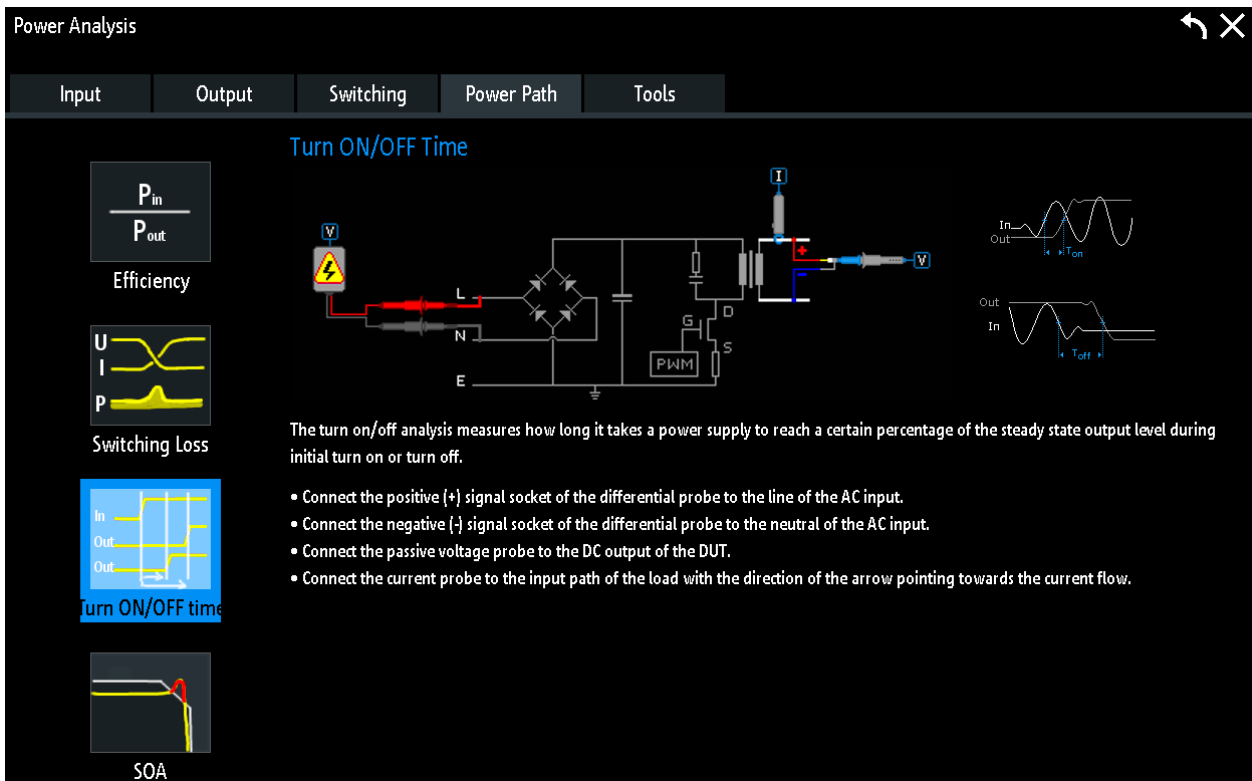 Power Analysis
Input
Output
Switching
Power Path
Tools
Pin
Pout
Efficiency
U
I
P
Switching Loss
In
Out
Out
Turn ON/OFF time
SOA
Turn ON/OFF Time
I
V
+
V
-
L
N
E
G
D
S
PWM
In
Out
Ton
Out
In
Toff
The turn on/off analysis measures how long it takes a power supply to reach a certain percentage of the steady state output level during
initial turn on or turn off.
• Connect the positive (+) signal socket of the differential probe to the line of the AC input.
• Connect the negative (-) signal socket of the differential probe to the neutral of the AC input.
• Connect the passive voltage probe to the DC output of the DUT.
• Connect the current probe to the input path of the load with the direction of the arrow pointing towards the current flow.